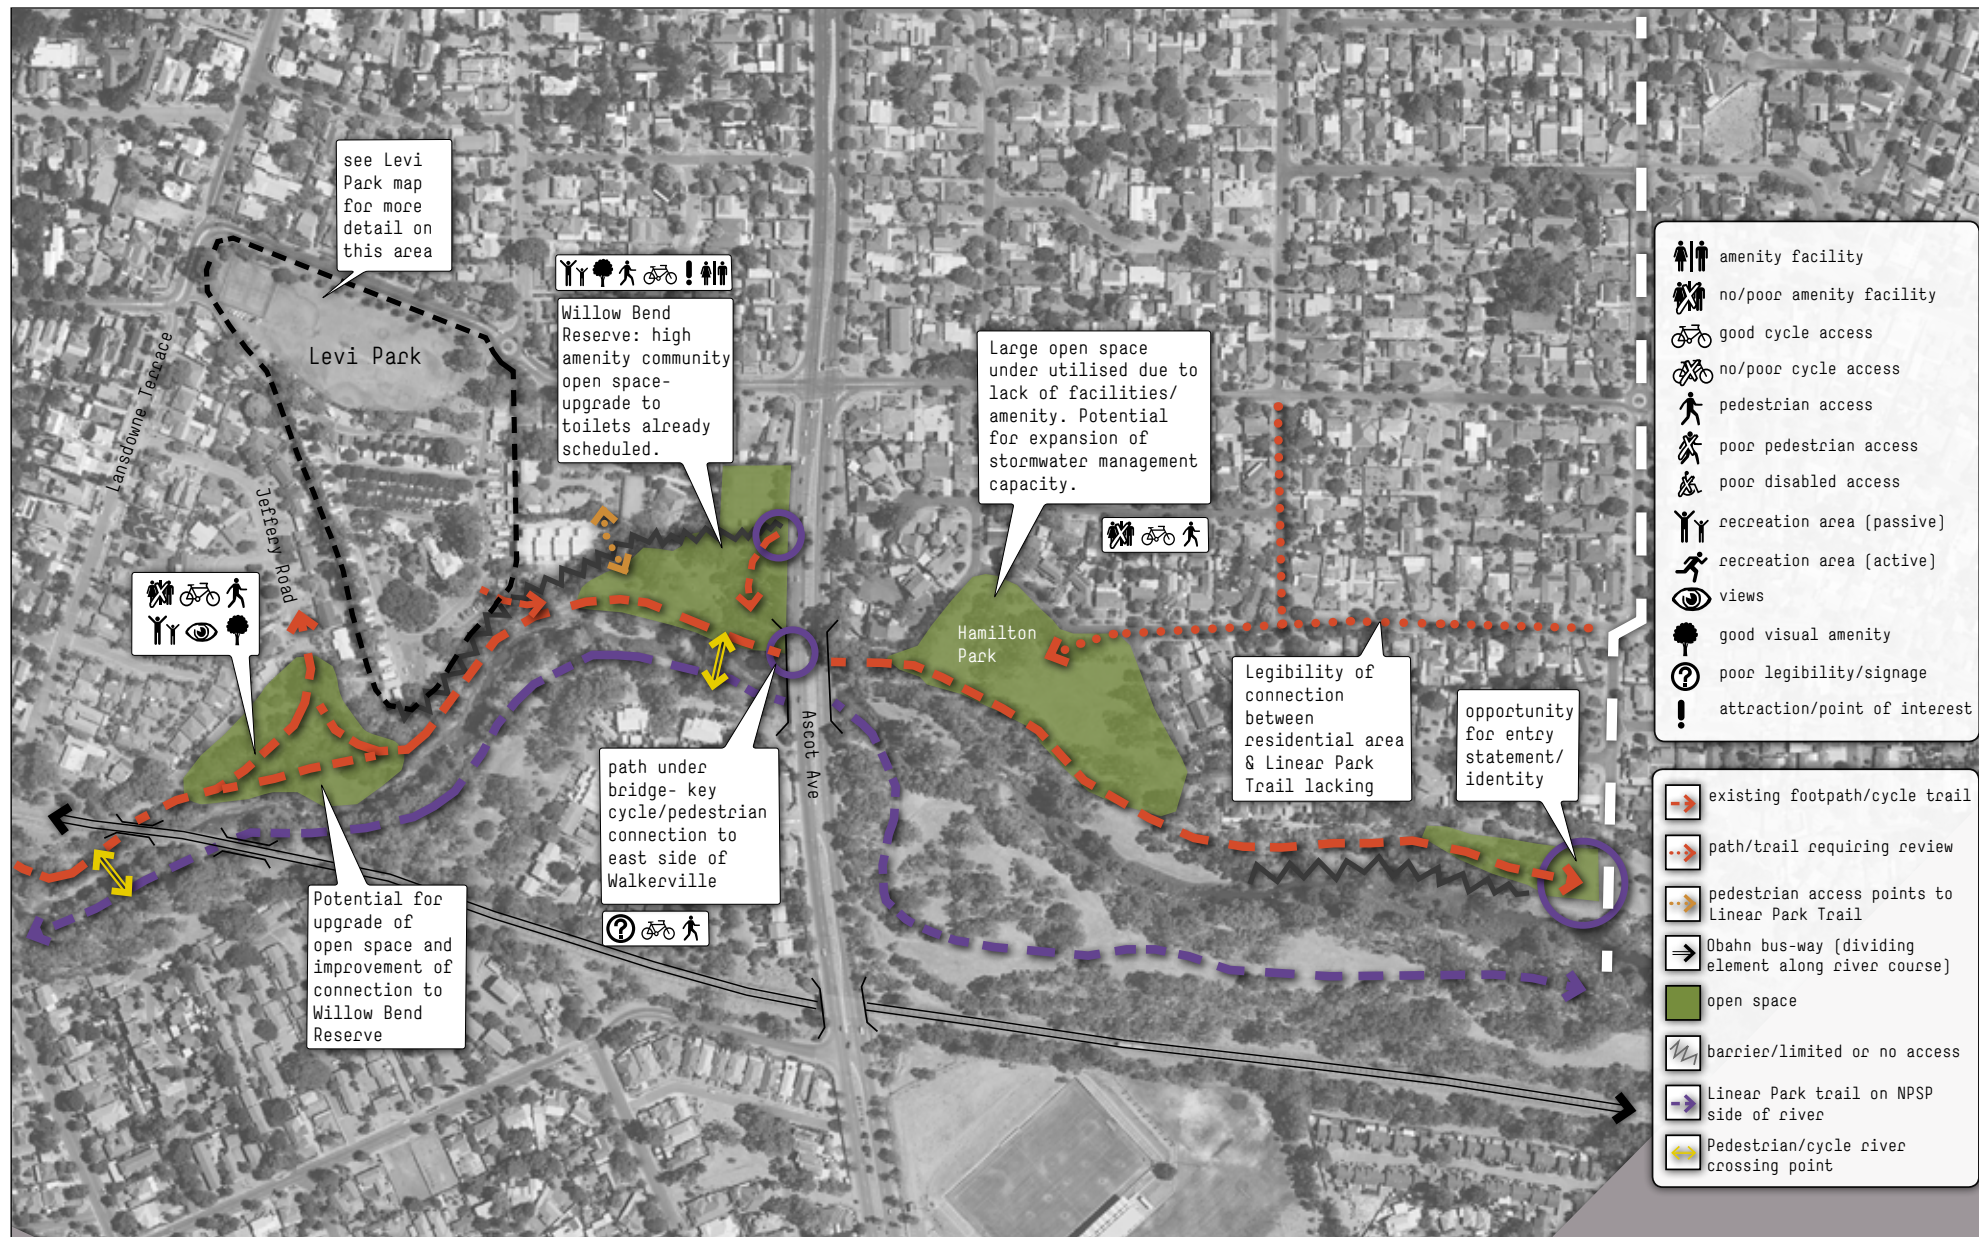 see Levi
Park map
for more
detail on
this area
Levi Park
Lansdowne Terrace
Jeffery Road
Willow Bend
Reserve: high
amenity community
open space-
upgrade to
toilets already
scheduled.
Large open space
under utilised due to
lack of facilities/
amenity. Potential
for expansion of
stormwater management
capacity.
Hamilton
Park
Ascot Ave
Legibility of
connection
between
residential area
& Linear Park
Trail lacking
opportunity
for entry
statement/
identity
path under
bridge- key
cycle/pedestrian
connection to
east side of
Walkerville
Potential for
upgrade of
open space and
improvement of
connection to
Willow Bend
Reserve
amenity facility
no/poor amenity facility
good cycle access
no/poor cycle access
pedestrian access
poor pedestrian access
poor disabled access
recreation area (passive)
recreation area (active)
views
good visual amenity
poor legibility/signage
attraction/point of interest
existing footpath/cycle trail
path/trail requiring review
pedestrian access points to
Linear Park Trail
Obahn bus-way (dividing
element along river course)
open space
barrier/limited or no access
Linear Park trail on NPSP
side of river
Pedestrian/cycle river
crossing point